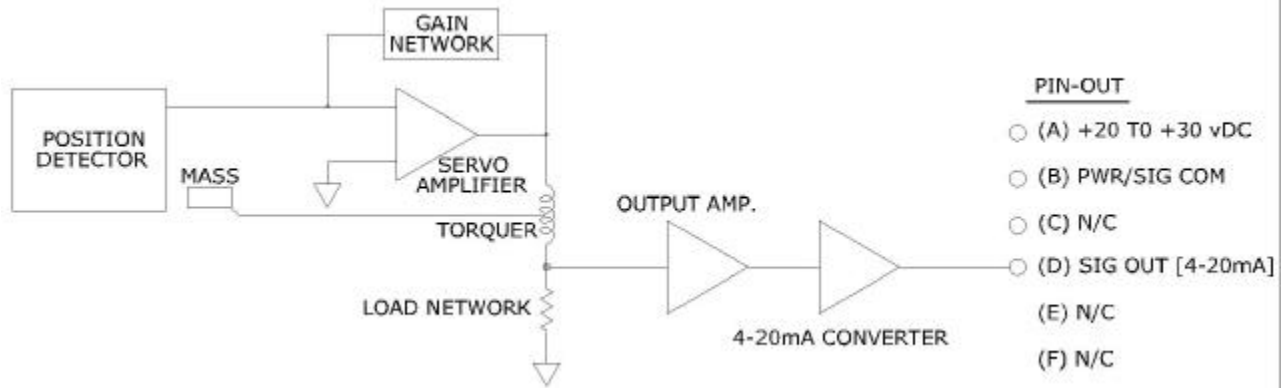 GAIN
NETWORK
POSITION
DETECTOR
MASS
SERVO
AMPLIFIER
TORQUER
LOAD NETWORK
OUTPUT AMP.
4-20mA CONVERTER
PIN-OUT
(A) +20 T0 +30 vDC
(B) PWR/SIG COM
(C) N/C
(D) SIG OUT [4-20mA]
(E) N/C
(F) N/C